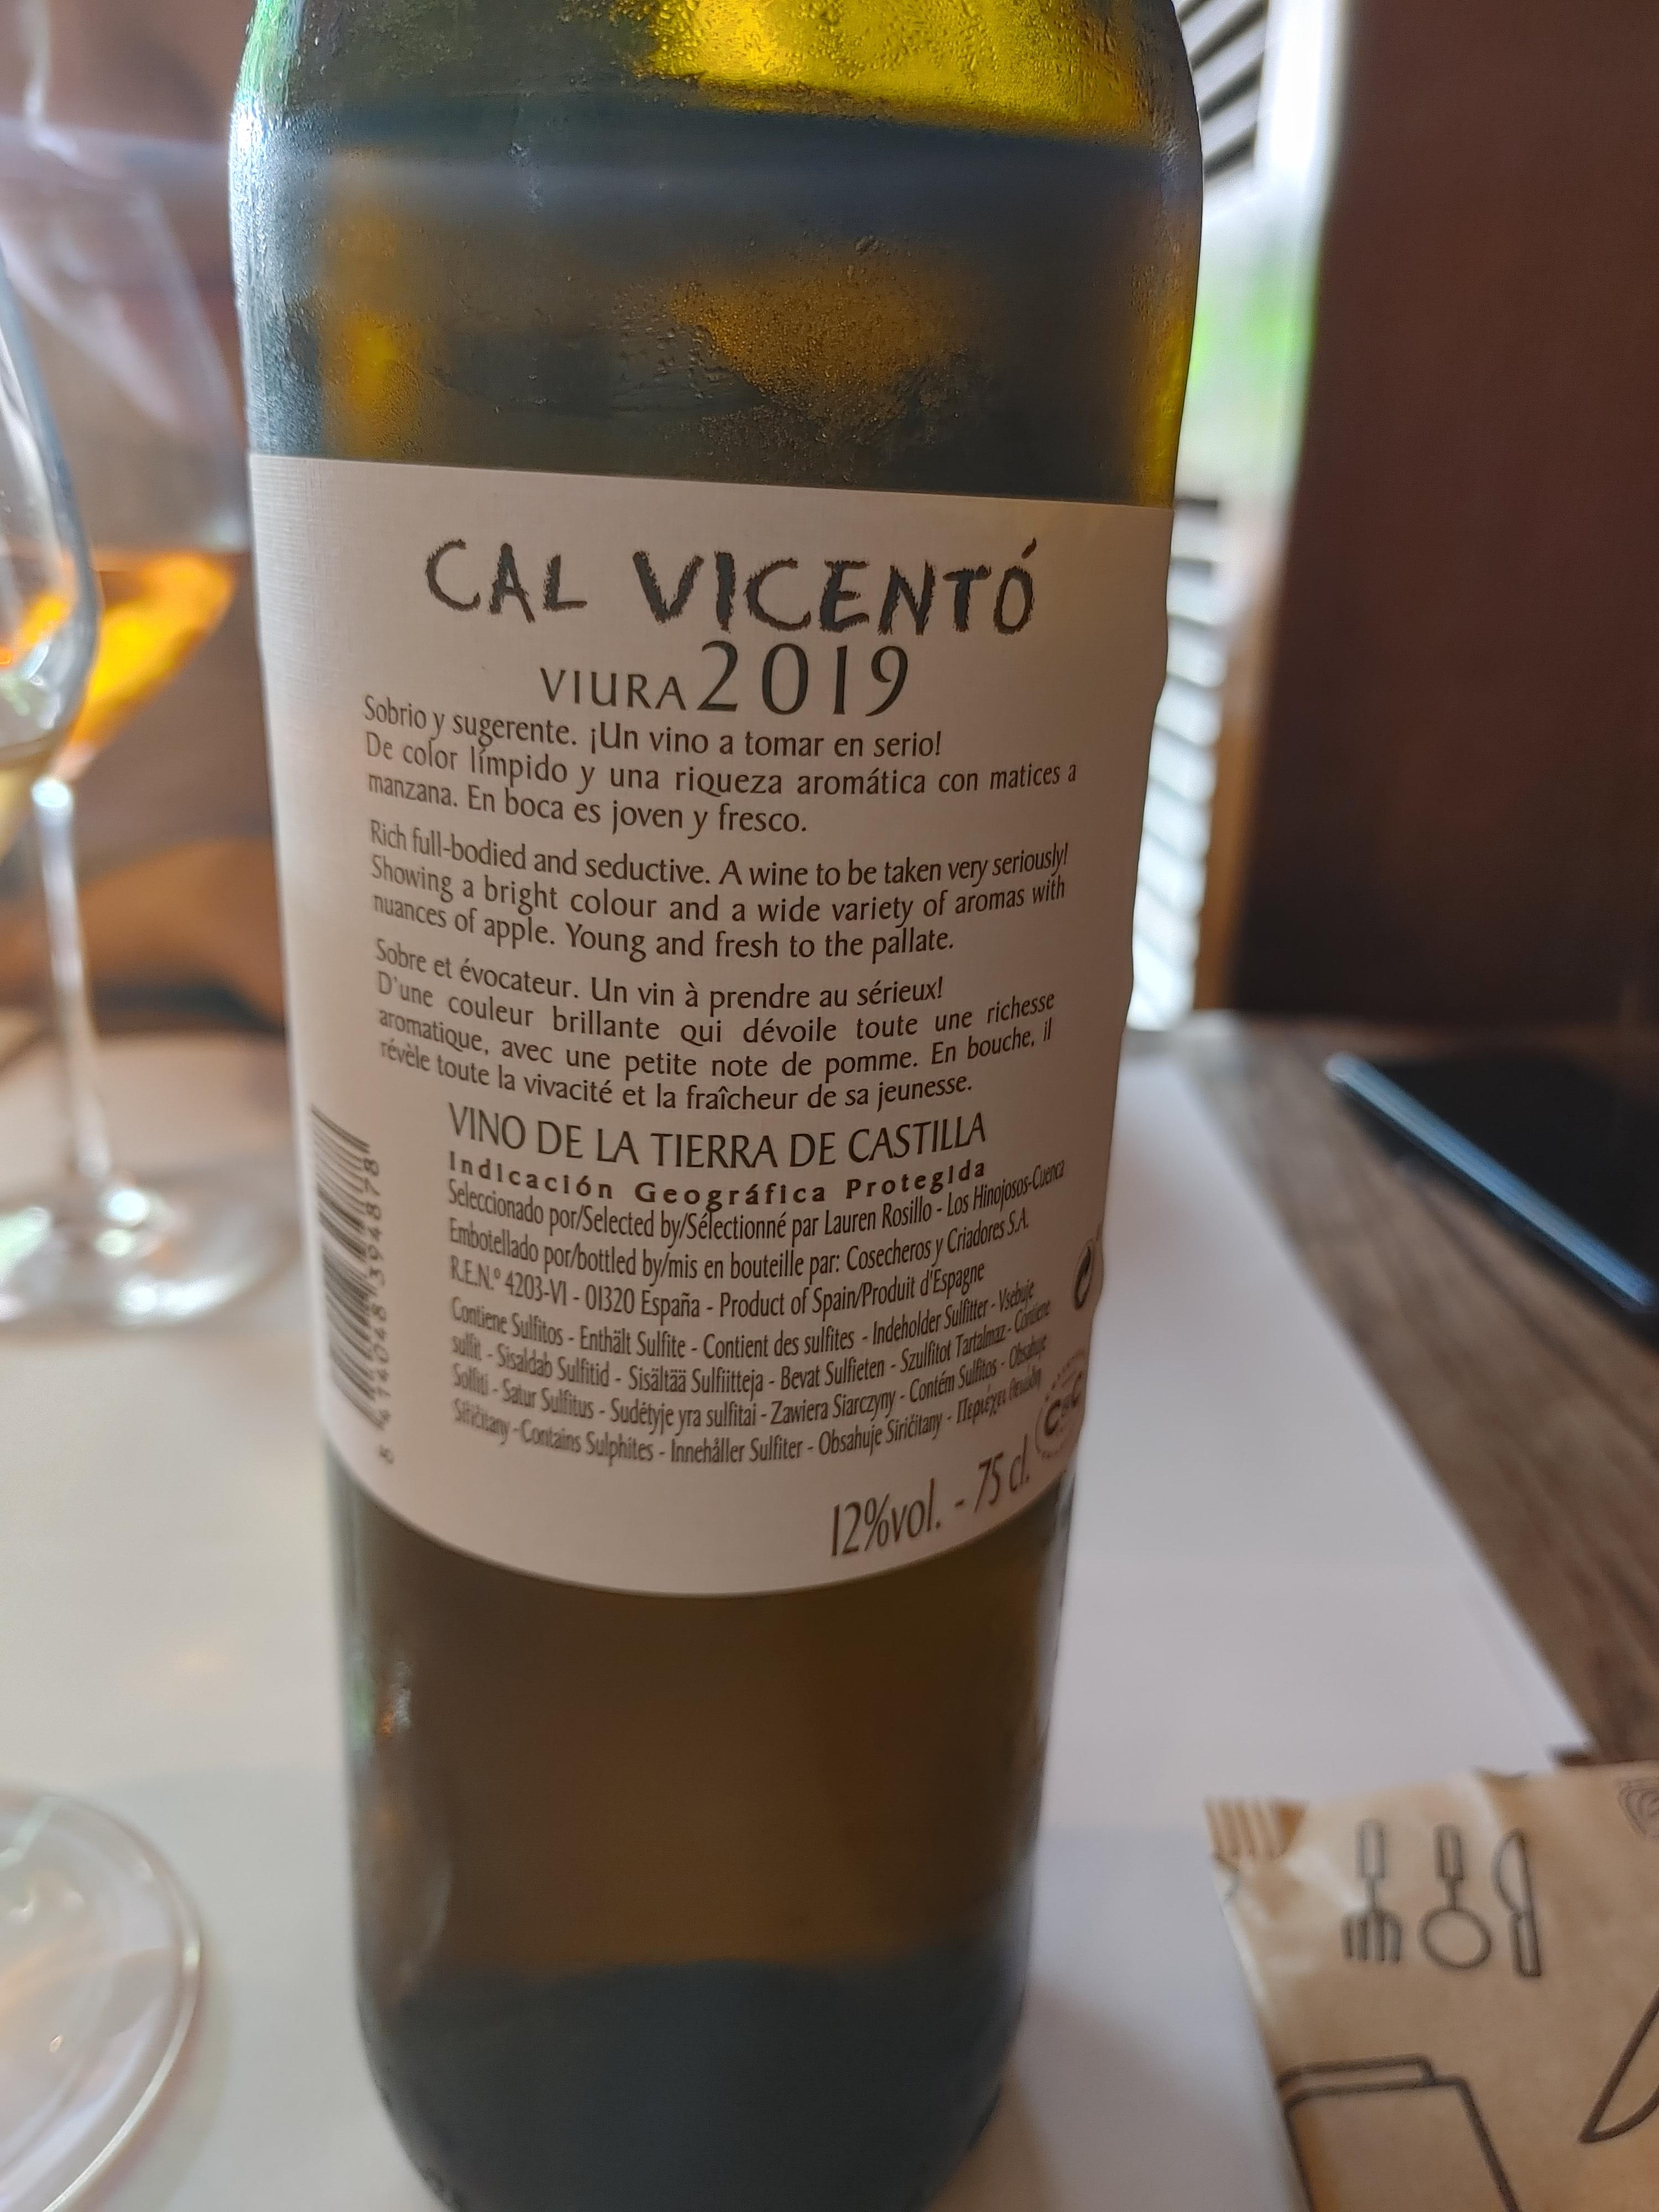 CAL VICENTÓ
VIURA 2019
Sobrio y sugerente. ¡Un vino a tomar en serio!
De color límpido y una riqueza aromática con matices a
manzana. En boca es joven y fresco.
Rich full-bodied and seductive. A wine to be taken very seriously!
Showing a bright colour and a wide variety of aromas with
nuances of apple. Young and fresh to the pallate.
Sobre et évocateur. Un vin à prendre au sérieux!
D'une couleur brillante qui dévoile toute une richesse
aromatique, avec une petite note de pomme. En bouche, il
révèle toute la vivacité et la fraîcheur de sa jeunesse.
VINO DE LA TIERRA DE CASTILLA
Indicación Geográfica Protegida
Seleccionado por/Selected by/Sélectionné par Lauren Rosillo - Los Hinojosos-Cuenca
Embotellado por/bottled by/mis en bouteille par: Cosecheros y Criadores S.A.
R.E.N.º 4203-VI - 01320 España - Product of Spain/Produit d'Espagne
Contiene Sulfitos - Enthält Sulfite - Contient des sulfites - Indeholder Sulfitter - Vsebuje
sulfit - Sisaldab Sulfitid - Sisältää Sulfiitteja - Bevat Sulfieten - Szulfitot Tartalmaz - Contiene
Solfiti - Satur Sulfitus - Sudėtyje yra sulfitai - Zawiera Siarczyny - Contém Sulfitos - Obsahuje
Siřičitany - Contains Sulphites - Innehåller Sulfiter - Obsahuje Siričitany - Περιέχει
12%vol. - 75 cl.